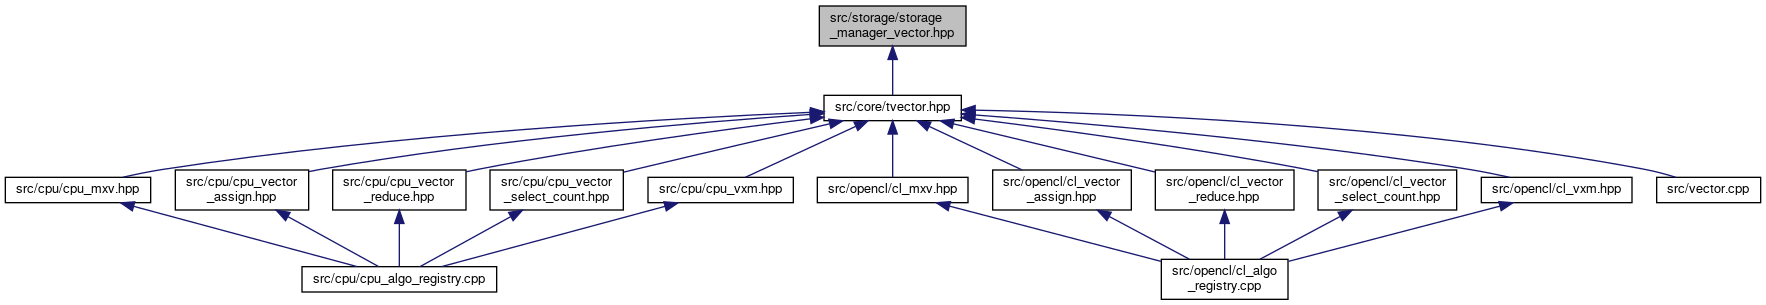 src/storage/storage
_manager_vector.hpp
src/core/tvector.hpp
src/cpu/cpu_mxv.hpp
src/cpu/cpu_vector
_assign.hpp
src/cpu/cpu_vector
_reduce.hpp
src/cpu/cpu_vector
_select_count.hpp
src/cpu/cpu_vxm.hpp
src/opencl/cl_mxv.hpp
src/opencl/cl_vector
_assign.hpp
src/opencl/cl_vector
_reduce.hpp
src/opencl/cl_vector
_select_count.hpp
src/opencl/cl_vxm.hpp
src/vector.cpp
src/cpu/cpu_algo_registry.cpp
src/opencl/cl_algo
_registry.cpp